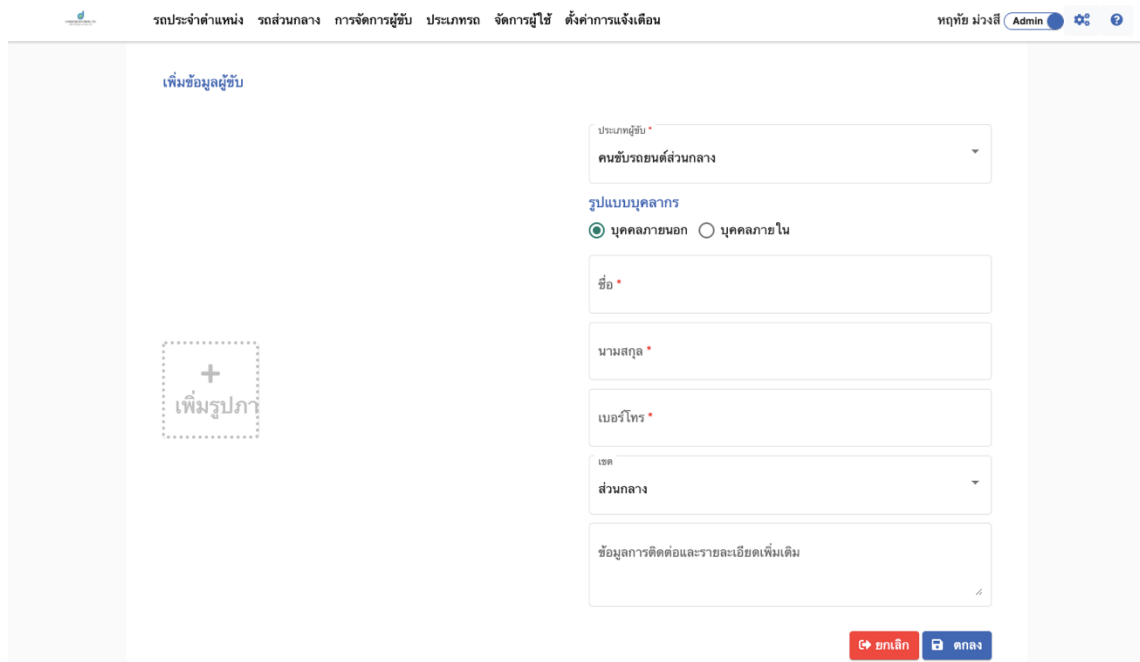 รถประจำตำแหน่ง รถส่วนกลาง การจัดการผู้ขับ ประเภทรถ จัดการผู้ใช้ ตั้งค่าการแจ้งเตือน หฤทัย ม่วงสี Admin
เพิ่มข้อมูลผู้ขับ
ประเภทผู้ขับ *
คนขับรถยนต์ส่วนกลาง
รูปแบบบุคลากร
บุคคลภายนอก บุคคลภายใน
ชื่อ *
นามสกุล *
+
เพิ่มรูปภา
เบอร์โทร *
เขต
ส่วนกลาง
ข้อมูลการติดต่อและรายละเอียดเพิ่มเติม
ยกเลิก ตกลง